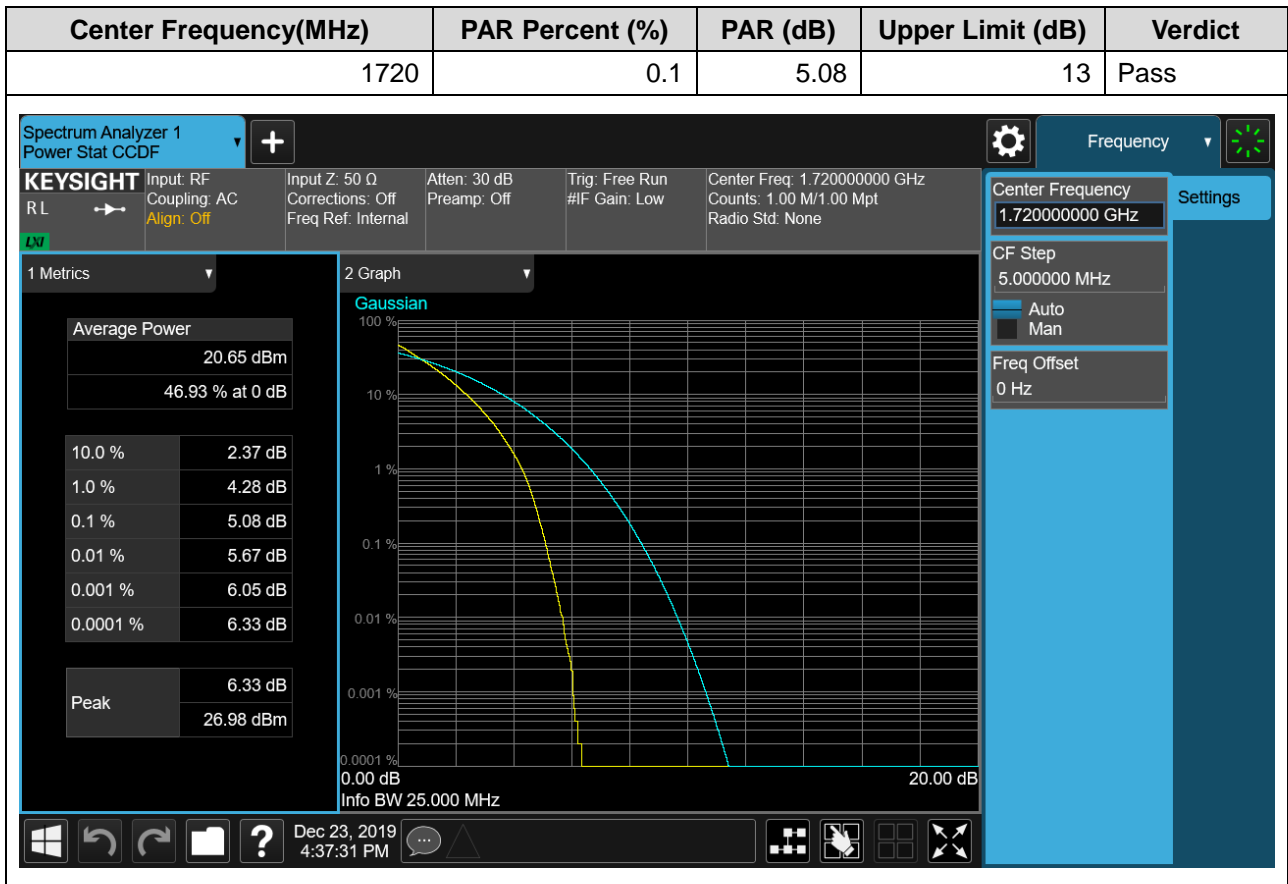 Center Frequency(MHz) PAR Percent (%) PAR (dB) Upper Limit (dB) Verdict
1720 0.1 5.08 13 Pass
Spectrum Analyzer 1
Power Stat CCDF
+
Frequency
KEYSIGHT
RL
LXI
Input: RF
Coupling: AC
Align: Off
Input Z: 50 Ω
Corrections: Off
Freq Ref: Internal
Atten: 30 dB
Preamp: Off
Trig: Free Run
#IF Gain: Low
Center Freq: 1.720000000 GHz
Counts: 1.00 M/1.00 Mpt
Radio Std: None
Center Frequency
1.720000000 GHz
Settings
CF Step
5.000000 MHz
Auto
Man
Freq Offset
0 Hz
1 Metrics
Average Power
20.65 dBm
46.93 % at 0 dB
10.0 % 2.37 dB
1.0 % 4.28 dB
0.1 % 5.08 dB
0.01 % 5.67 dB
0.001 % 6.05 dB
0.0001 % 6.33 dB
Peak
6.33 dB
26.98 dBm
2 Graph
Gaussian
100 %
10 %
1 %
0.1 %
0.01 %
0.001 %
0.0001 %
0.00 dB 20.00 dB
Info BW 25.000 MHz
?
Dec 23, 2019
4:37:31 PM